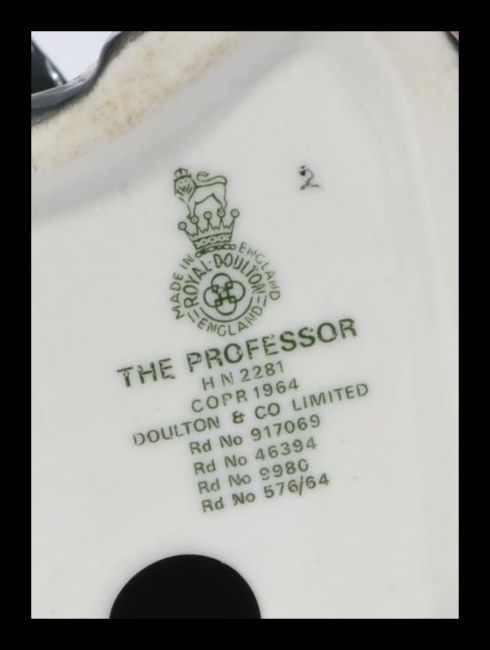 2
MADE IN ENGLAND
ROYAL·DOULTON
ENGLAND
THE PROFESSOR
H N 2281
COPR 1964
DOULTON & CO LIMITED
Rd No 917069
Rd No 46394
Rd No 9980
Rd No 576/64